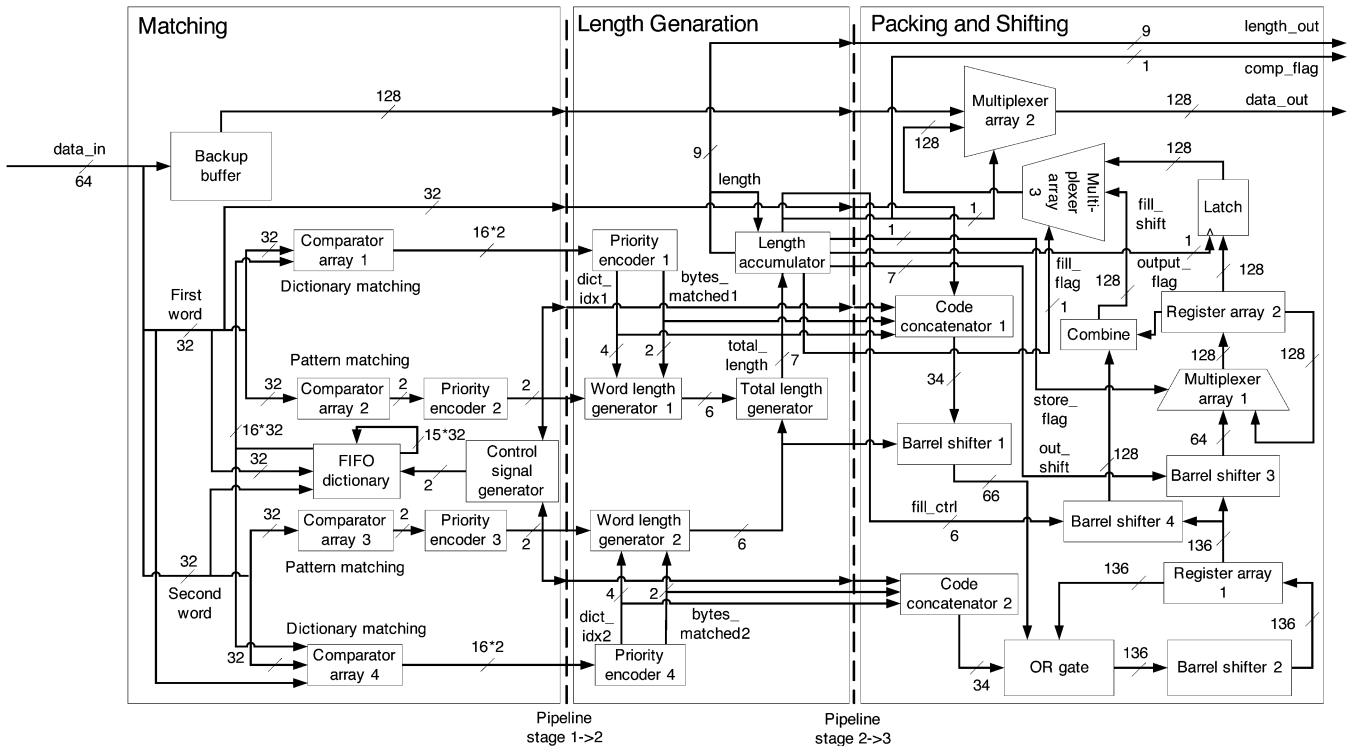 Matching
Length Genaration
Packing and Shifting
9
length_out
1
comp_flag
128
Multiplexer
array 2
128
data_out
data_in
64
Backup
buffer
128
9
length
Multi-
plexer
array
3
128
fill_
shift
Latch
32
1
1
1
32
Comparator
array 1
16*2
Dictionary matching
Priority
encoder 1
dict_
idx1
bytes_
matched1
Length
accumulator
7
fill_
flag
1
128
output_
flag
128
First
word
32
Code
concatenator 1
Register array 2
Combine
Pattern matching
4
2
total_
length
7
128
128
32
Comparator
array 2
2
Priority
encoder 2
2
Word length
generator 1
6
Total length
generator
34
Multiplexer
array 1
store_
flag
16*32
15*32
32
FIFO
dictionary
2
Control
signal
generator
Barrel shifter 1
out_
shift
64
128
Barrel shifter 3
66
32
Comparator
array 3
2
Priority
encoder 3
2
Word length
generator 2
6
fill_ctrl
6
Barrel shifter 4
136
Pattern matching
32
Second
word
4
2
Code
concatenator 2
136
Register array
1
dict_
idx2
bytes_
matched2
136
Dictionary matching
32
Comparator
array 4
16*2
Priority
encoder 4
34
OR gate
136
Barrel shifter 2
Pipeline
stage 1->2
Pipeline
stage 2->3